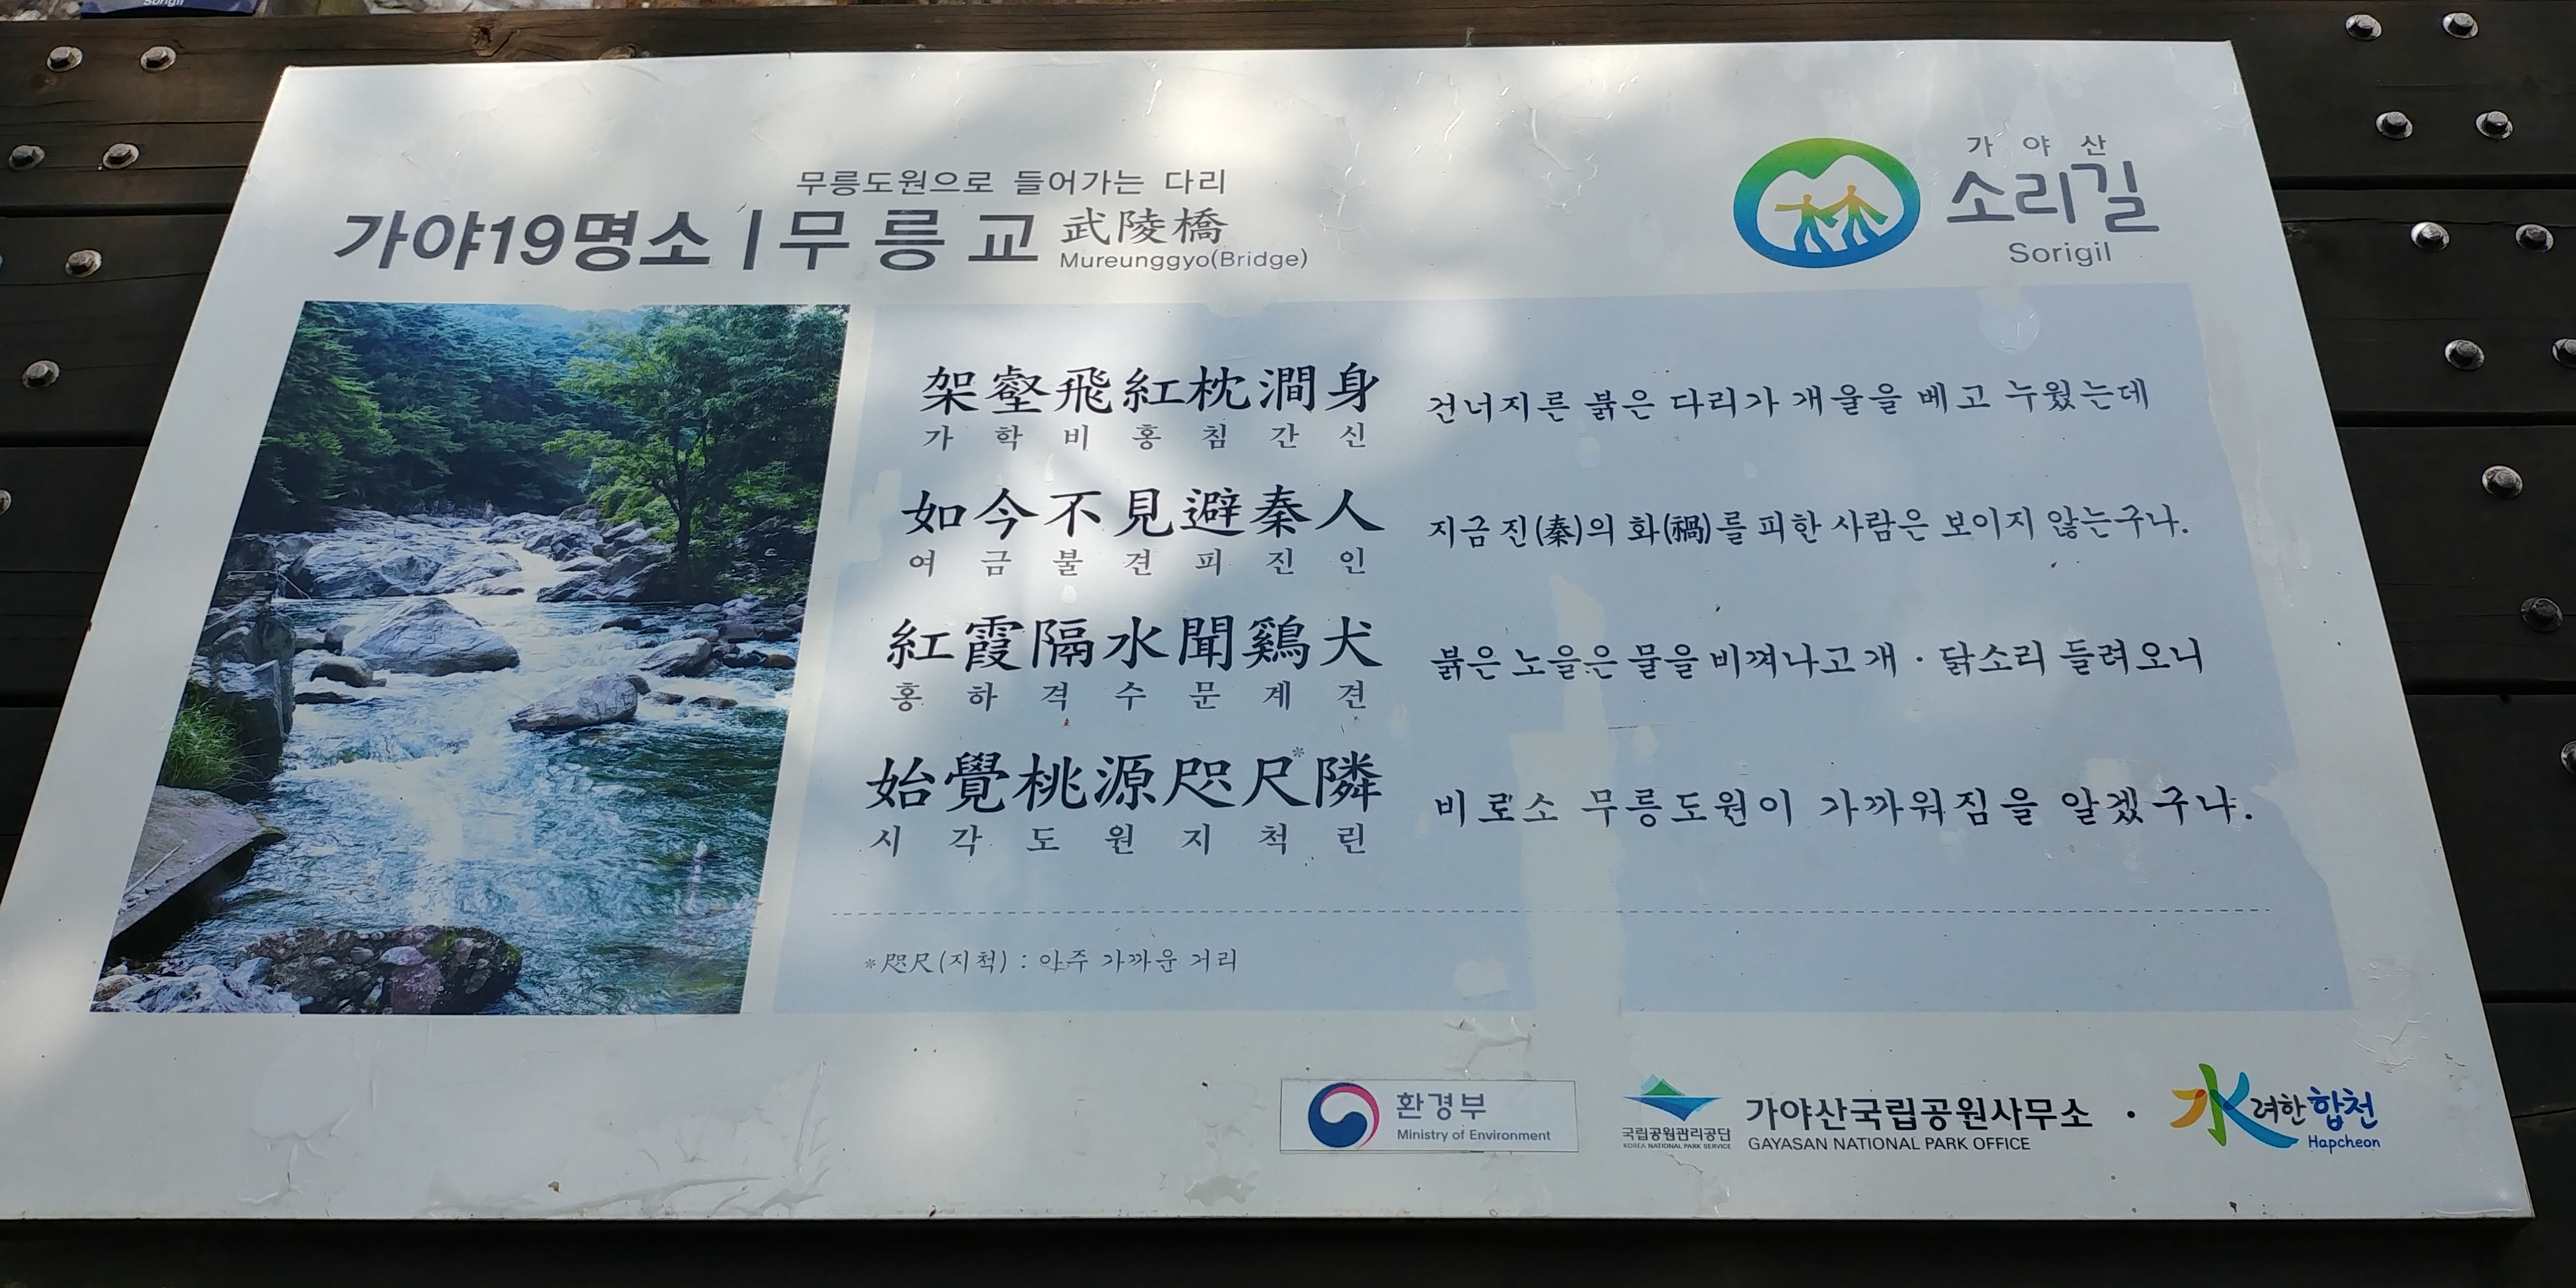 Sorigil
무릉도원으로 들어가는 다리
가야19명소 | 무릉교 武陵橋
Mureunggyo(Bridge)
가야산
소리길
Sorigil
架壑飛紅枕澗身
가 학 비 홍 침 간 신
건너지른 붉은 다리가 개울을 베고 누웠는데
如今不見避秦人
여 금 불 견 피 진 인
지금 진(秦)의 화(禍)를 피한 사람은 보이지 않는구나.
紅霞隔水聞鷄犬
홍 하 격 수 문 계 견
붉은 노을은 물을 비껴나고 개 · 닭소리 들려오니
始覺桃源咫尺*隣
시 각 도 원 지 척 린
비로소 무릉도원이 가까워짐을 알겠구나.
*咫尺(지척) : 아주 가까운 거리
환경부
Ministry of Environment
국립공원관리공단
KOREA NATIONAL PARK SERVICE
가야산국립공원사무소
GAYASAN NATIONAL PARK OFFICE
·
水려한 합천
Hapcheon